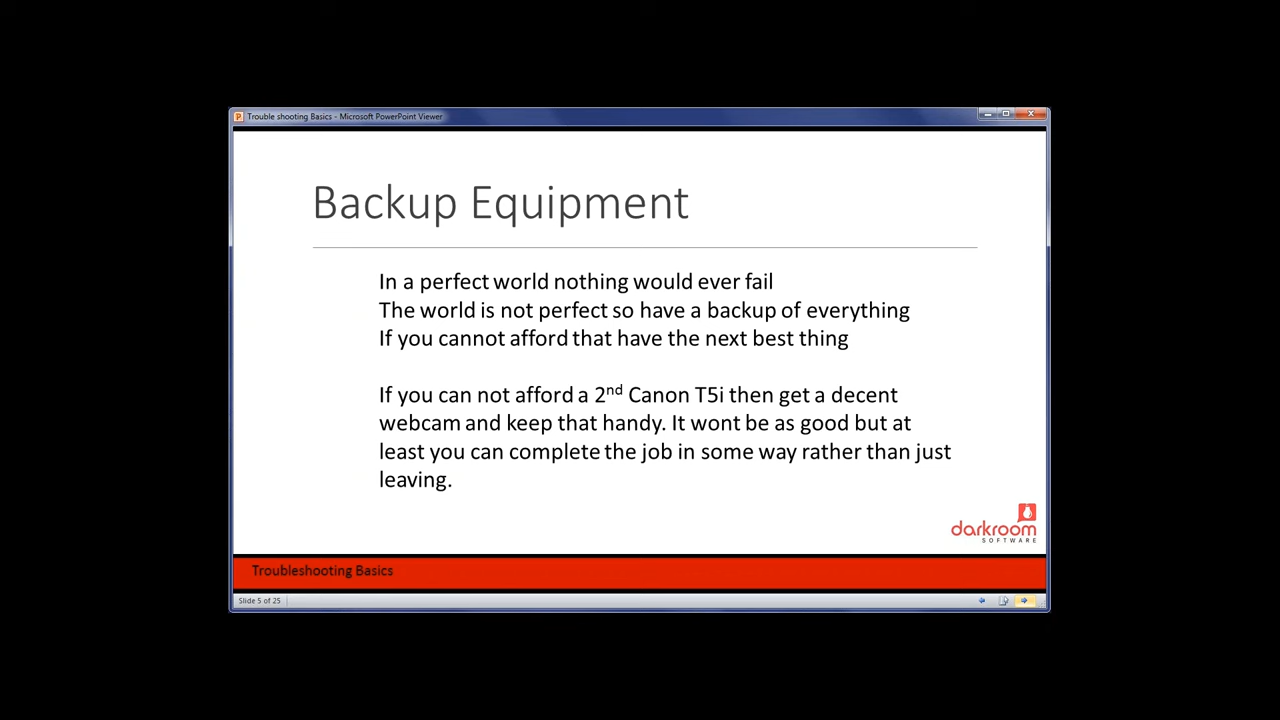 Trouble shooting Basics - Microsoft PowerPoint Viewer
Backup Equipment
In a perfect world nothing would ever fail
The world is not perfect so have a backup of everything
If you cannot afford that have the next best thing
If you can not afford a 2nd Canon T5i then get a decent
webcam and keep that handy. It wont be as good but at
least you can complete the job in some way rather than just
leaving.
darkroom
SOFTWARE
Troubleshooting Basics
Slide 5 of 25